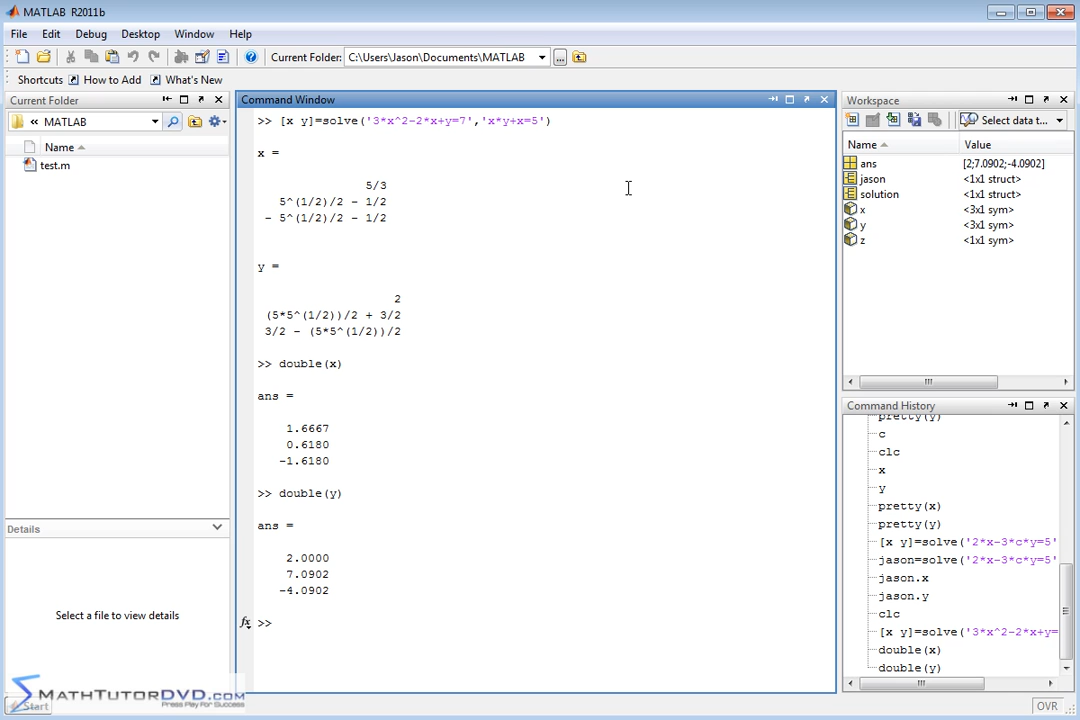 MATLAB R2011b
File Edit Debug Desktop Window Help
Current Folder: C:\Users\Jason\Documents\MATLAB ...
Shortcuts How to Add What's New
Current Folder
« MATLAB
Name
test.m
Details
Select a file to view details
Start
MATHTUTORDVD.COM
Press Play For Success
Command Window
>> [x y]=solve('3*x^2-2*x+y=7','x*y+x=5')
x =
5/3
5^(1/2)/2 - 1/2
- 5^(1/2)/2 - 1/2
y =
2
(5*5^(1/2))/2 + 3/2
3/2 - (5*5^(1/2))/2
>> double(x)
ans =
1.6667
0.6180
-1.6180
>> double(y)
ans =
2.0000
7.0902
-4.0902
fx >>
Workspace
Select data t...
Name Value
ans [2;7.0902;-4.0902]
jason <1x1 struct>
solution <1x1 struct>
x <3x1 sym>
y <3x1 sym>
z <1x1 sym>
Command History
pretty(y)
c
clc
x
y
pretty(x)
pretty(y)
[x y]=solve('2*x-3*c*y=5'
jason=solve('2*x-3*c*y=5'
jason.x
jason.y
clc
[x y]=solve('3*x^2-2*x+y=
double(x)
double(y)
OVR